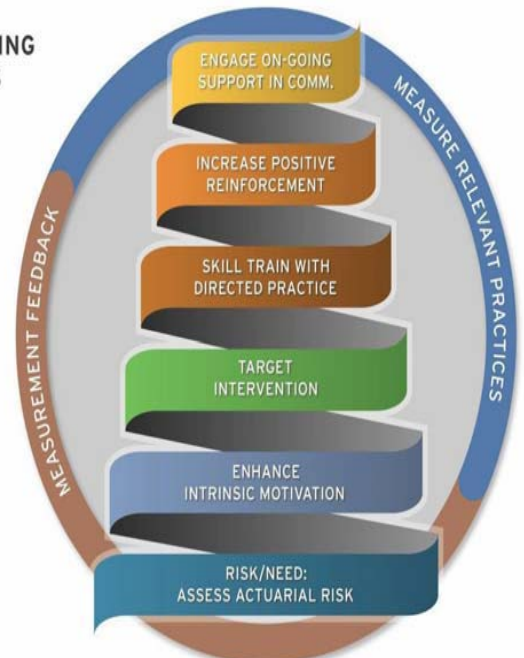 ING
ENGAGE ON-GOING
SUPPORT IN COMM.
INCREASE POSITIVE
REINFORCEMENT
SKILL TRAIN WITH
DIRECTED PRACTICE
TARGET
INTERVENTION
ENHANCE
INTRINSIC MOTIVATION
RISK/NEED:
ASSESS ACTUARIAL RISK
MEASUREMENT FEEDBACK
MEASURE RELEVANT PRACTICES